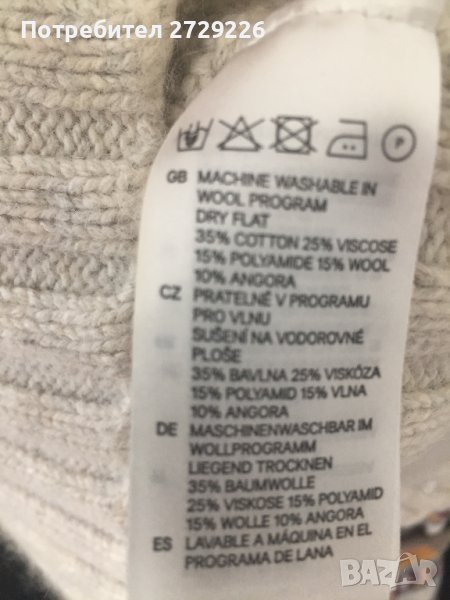 Потребител 2729226
P
GB MACHINE WASHABLE IN
WOOL PROGRAM
DRY FLAT
35% COTTON 25% VISCOSE
15% POLYAMIDE 15% WOOL
10% ANGORA
CZ PRATELNÉ V PROGRAMU
PRO VLNU
SUŠENÍ NA VODOROVNÉ
PLOŠE
35% BAVLNA 25% VISKÓZA
15% POLYAMID 15% VLNA
10% ANGORA
DE MASCHINENWASCHBAR IM
WOLLPROGRAMM
LIEGEND TROCKNEN
35% BAUMWOLLE
25% VISKOSE 15% POLYAMID
15% WOLLE 10% ANGORA
ES LAVABLE A MÁQUINA EN EL
PROGRAMA DE LANA
BAZAR